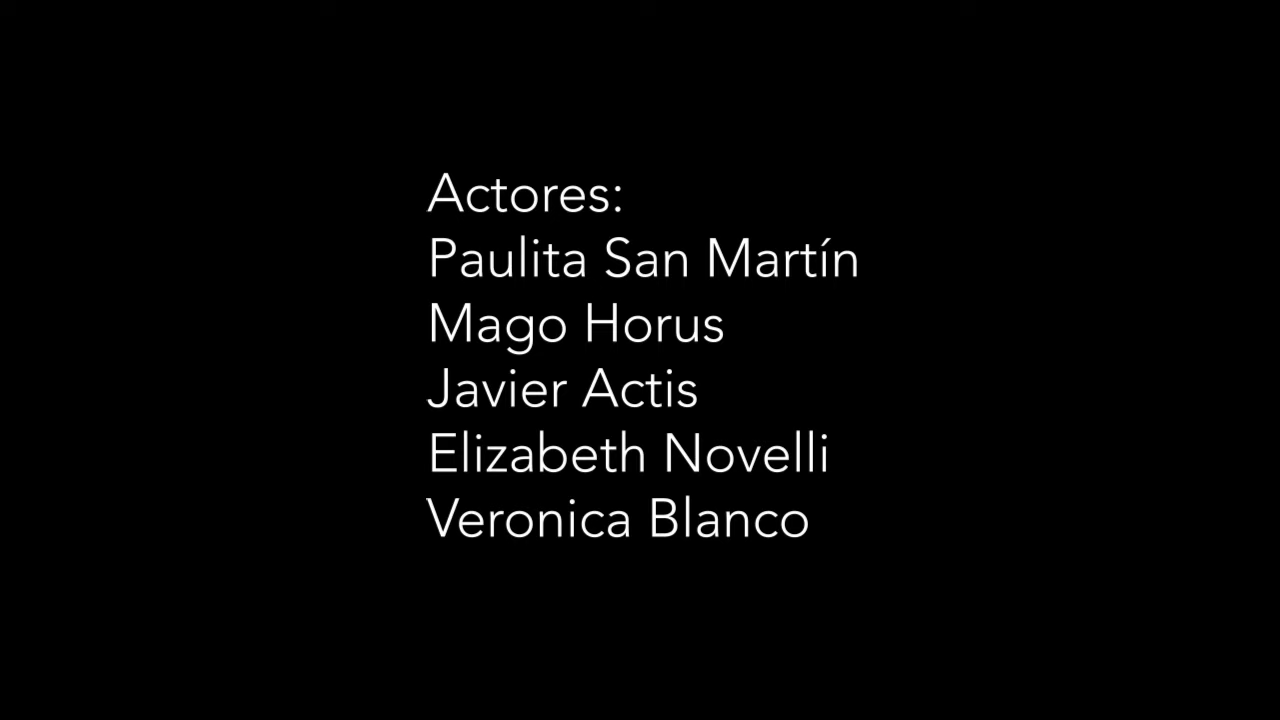 Actores:
Paulita San Martín
Mago Horus
Javier Actis
Elizabeth Novelli
Veronica Blanco